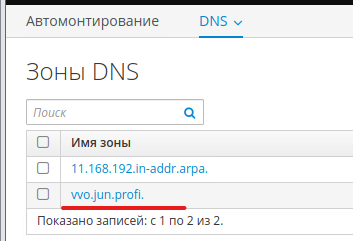 Автомонтирование DNS
Зоны DNS
Поиск
Имя зоны
11.168.192.in-addr.arpa.
vvo.jun.profi.
Показано записей: с 1 по 2 из 2.